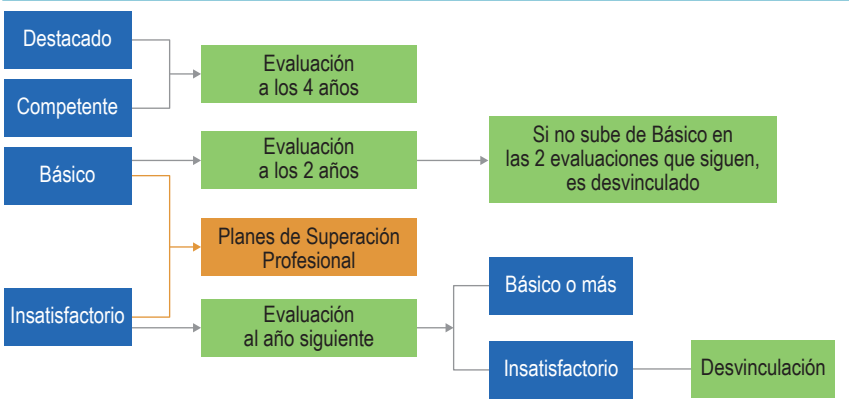 Destacado
Competente
Evaluación
a los 4 años
Básico
Evaluación
a los 2 años
Si no sube de Básico en
las 2 evaluaciones que siguen,
es desvinculado
Planes de Superación
Profesional
Insatisfactorio
Evaluación
al año siguiente
Básico o más
Insatisfactorio
Desvinculación